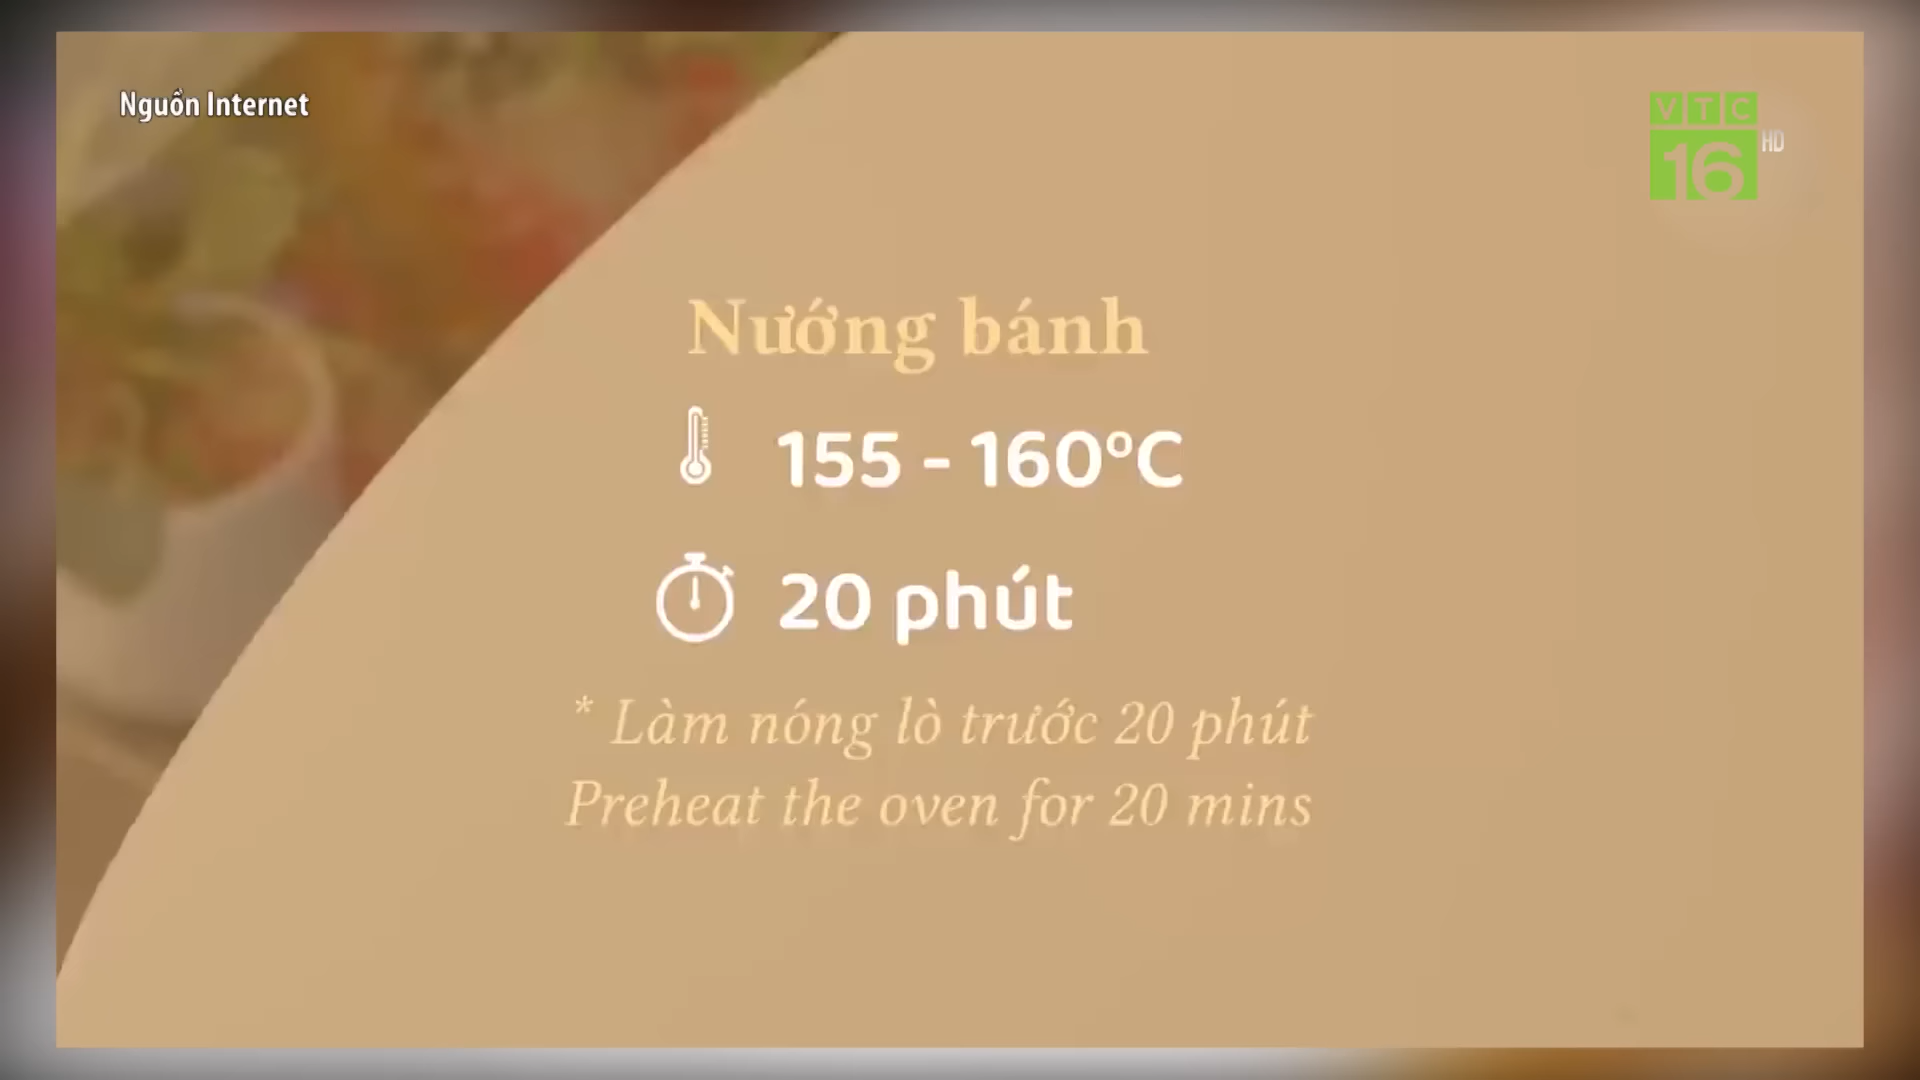 Nguồn Internet
VTC
16 HD
Nướng bánh
155 - 160ºC
20 phút
* Làm nóng lò trước 20 phút
Preheat the oven for 20 mins